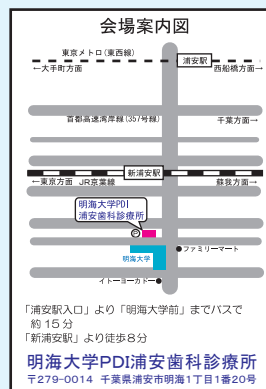 会場案内図
東京メトロ(東西線)
浦安駅
←大手町方面
西船橋方面→
首都高速湾岸線(357号線)
千葉方面→
新浦安駅
←東京方面 JR京葉線
蘇我方面→
明海大学PDI
浦安歯科診療所
P
ファミリーマート
明海大学
イトーヨーカドー
「浦安駅入口」より「明海大学前」までバスで
約15分
「新浦安駅」より徒歩8分
明海大学PDI浦安歯科診療所
〒279-0014 千葉県浦安市明海1丁目1番20号